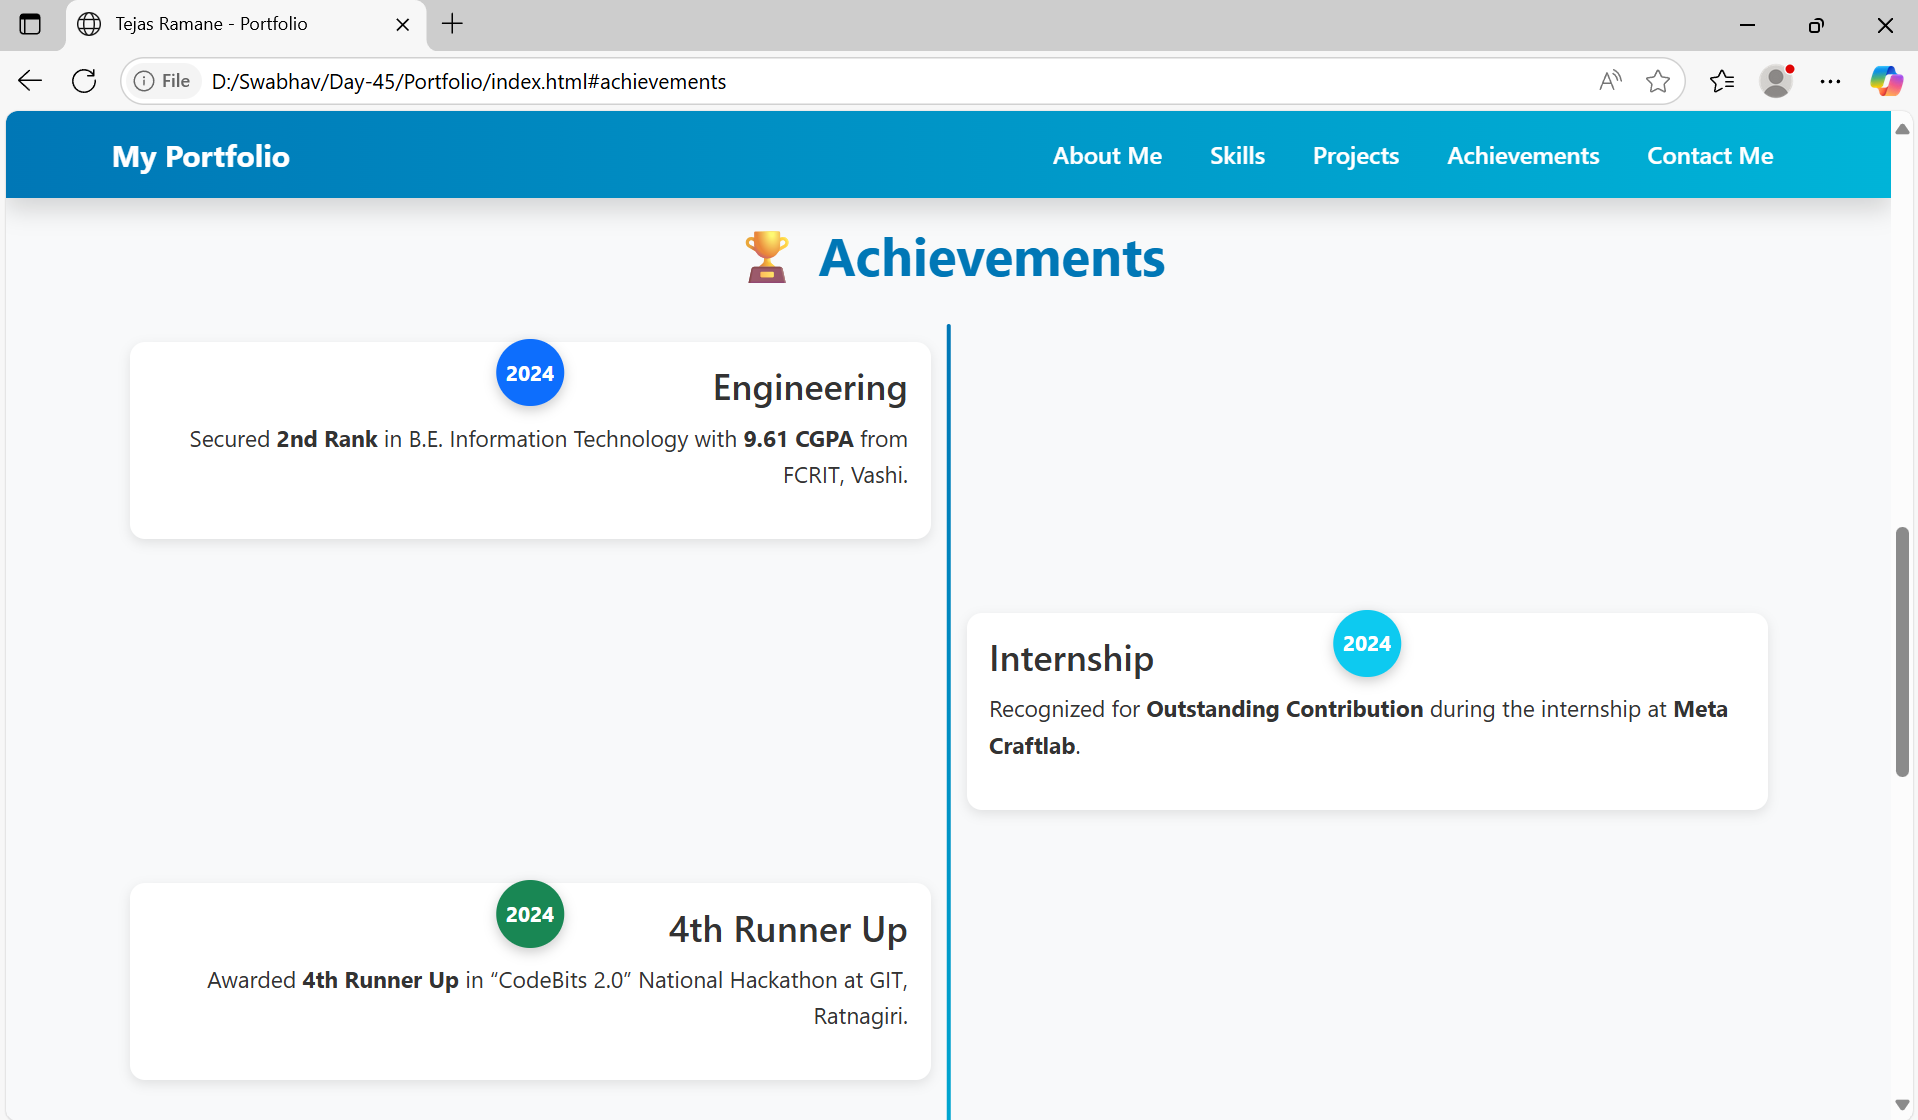 Tejas Ramane - Portfolio
File
D:/Swabhav/Day-45/Portfolio/index.html#achievements
My Portfolio
About Me
Skills
Projects
Achievements
Contact Me
🏆 Achievements
2024
Engineering
Secured 2nd Rank in B.E. Information Technology with 9.61 CGPA from
FCRIT, Vashi.
2024
Internship
Recognized for Outstanding Contribution during the internship at Meta
Craftlab.
2024
4th Runner Up
Awarded 4th Runner Up in “CodeBits 2.0” National Hackathon at GIT,
Ratnagiri.